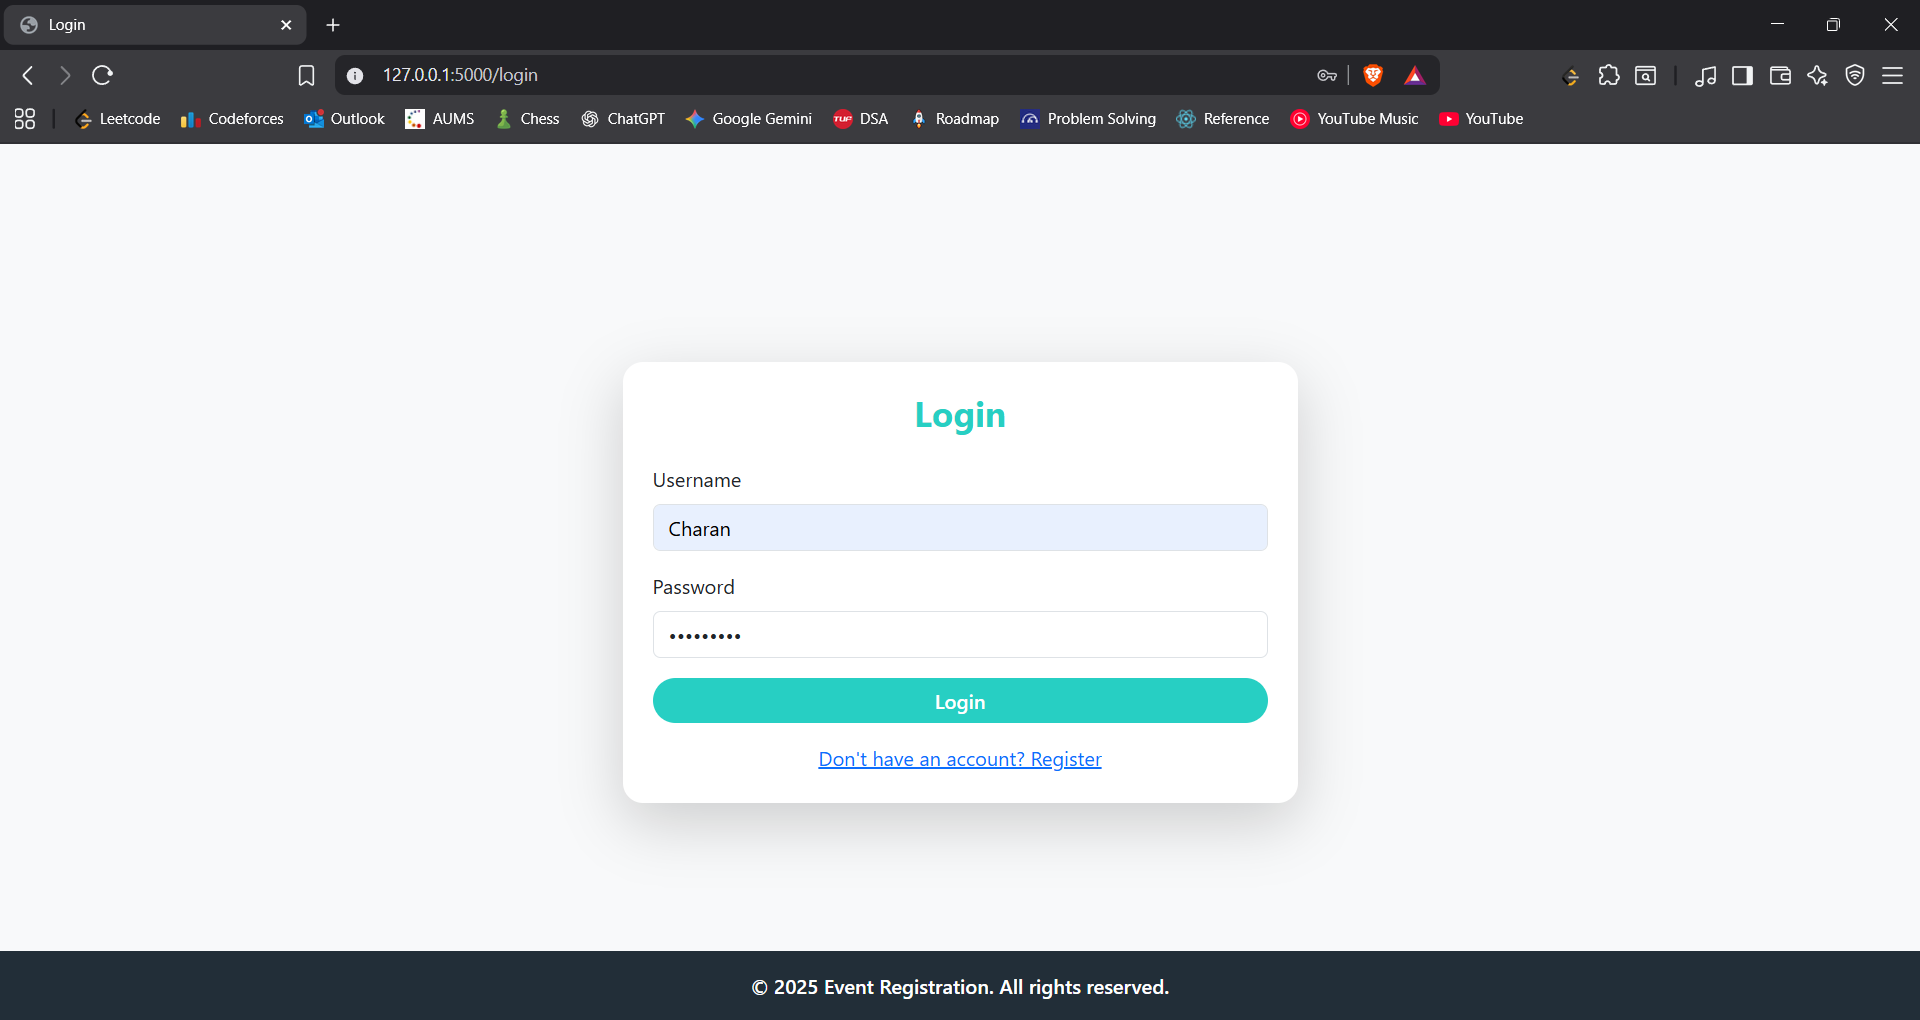 Login
127.0.0.1:5000/login
Leetcode Codeforces Outlook AUMS Chess ChatGPT Google Gemini TUF DSA Roadmap Problem Solving Reference YouTube Music YouTube
Login
Username
Charan
Password
•••••••••
Login
Don't have an account? Register
© 2025 Event Registration. All rights reserved.